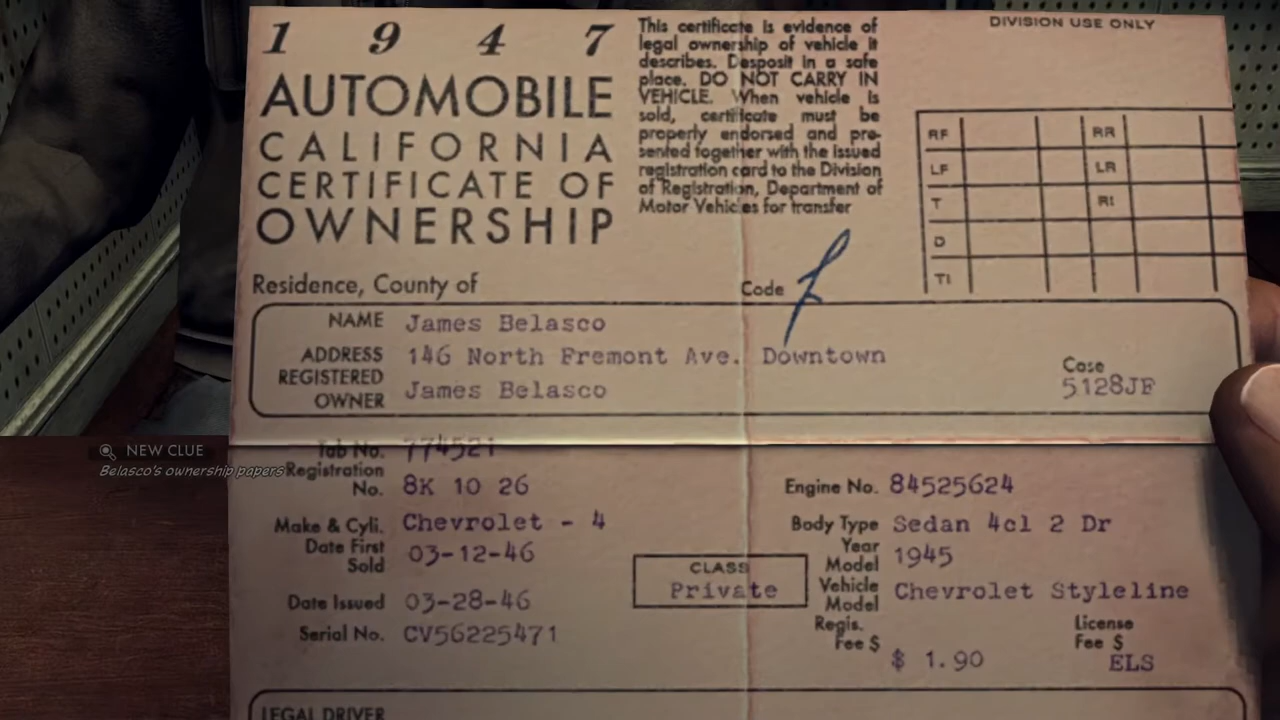 1 9 4 7
AUTOMOBILE
CALIFORNIA
CERTIFICATE OF
OWNERSHIP
This certificate is evidence of
legal ownership of vehicle it
describes. Desposit in a safe
place. DO NOT CARRY IN
VEHICLE. When vehicle is
sold, certificate must be
properly endorsed and pre-
sented together with the issued
registration card to the Division
of Registration, Department of
Motor Vehicles for transfer
DIVISION USE ONLY
RF RR
LF LR
T RI
D
TI
Residence, County of
Code
NAME James Belasco
ADDRESS 146 North Fremont Ave. Downtown
REGISTERED
OWNER James Belasco
Case
5128JF
NEW CLUE
Belasco's ownership papers
Tab No. 774521
Registration
No. 8K 10 26
Engine No. 84525624
Make & Cyli. Chevrolet - 4
Body Type Sedan 4cl 2 Dr
Date First
Sold 03-12-46
Year
Model 1945
CLASS
Private
Vehicle
Model Chevrolet Styleline
Date Issued 03-28-46
Serial No. CV56225471
Regis.
Fee $ $ 1.90
License
Fee $
ELS
LEGAL DRIVER